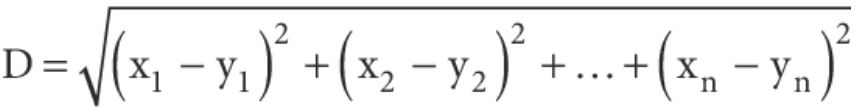 D = √(x₁ − y₁)² + (x₂ − y₂)² + ... + (xₙ − yₙ)²